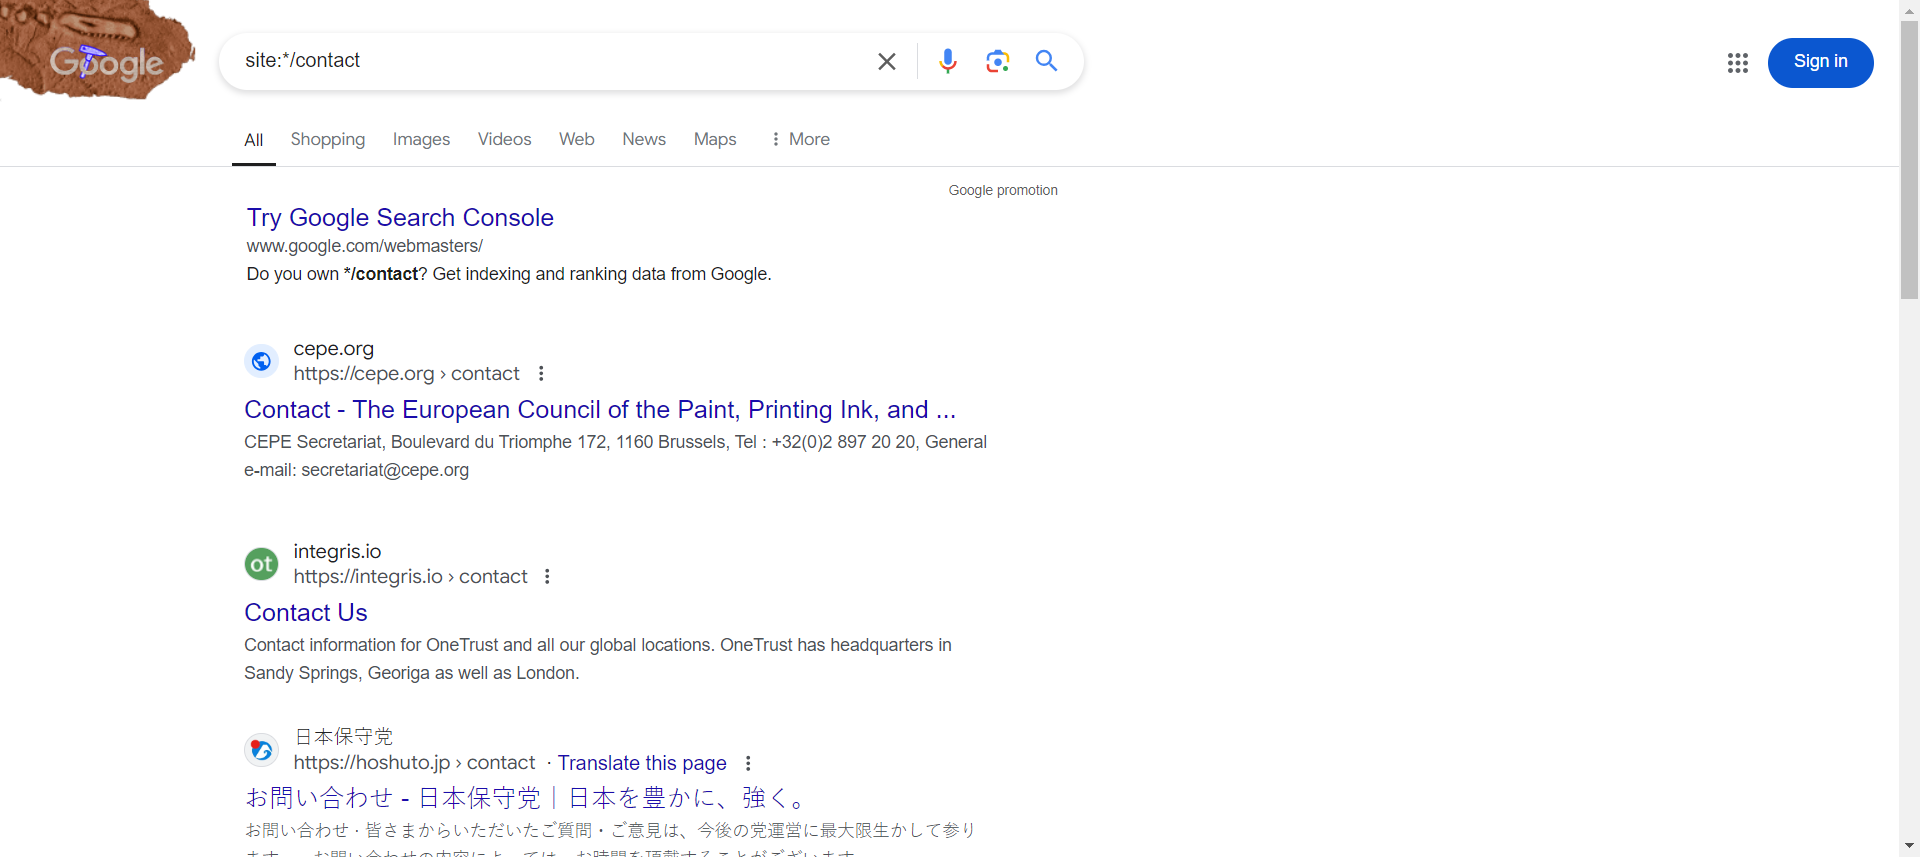 Google
site:*/contact
Sign in
All
Shopping
Images
Videos
Web
News
Maps
More
Google promotion
Try Google Search Console
www.google.com/webmasters/
Do you own */contact? Get indexing and ranking data from Google.
cepe.org
https://cepe.org › contact
Contact - The European Council of the Paint, Printing Ink, and ...
CEPE Secretariat, Boulevard du Triomphe 172, 1160 Brussels, Tel : +32(0)2 897 20 20, General
e-mail: secretariat@cepe.org
ot
integris.io
https://integris.io › contact
Contact Us
Contact information for OneTrust and all our global locations. OneTrust has headquarters in
Sandy Springs, Georiga as well as London.
日本保守党
https://hoshuto.jp › contact · Translate this page
お問い合わせ - 日本保守党｜日本を豊かに、強く。
お問い合わせ · 皆さまからいただいたご質問・ご意見は、今後の党運営に最大限生かして参り